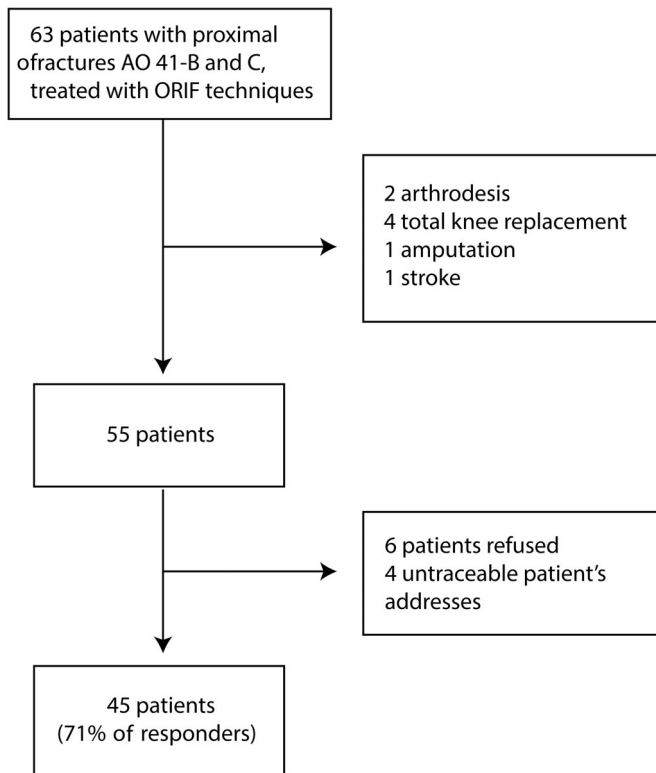 63 patients with proximal
ofractures AO 41-B and C,
treated with ORIF techniques
2 arthrodesis
4 total knee replacement
1 amputation
1 stroke
55 patients
6 patients refused
4 untraceable patient’s
addresses
45 patients
(71% of responders)